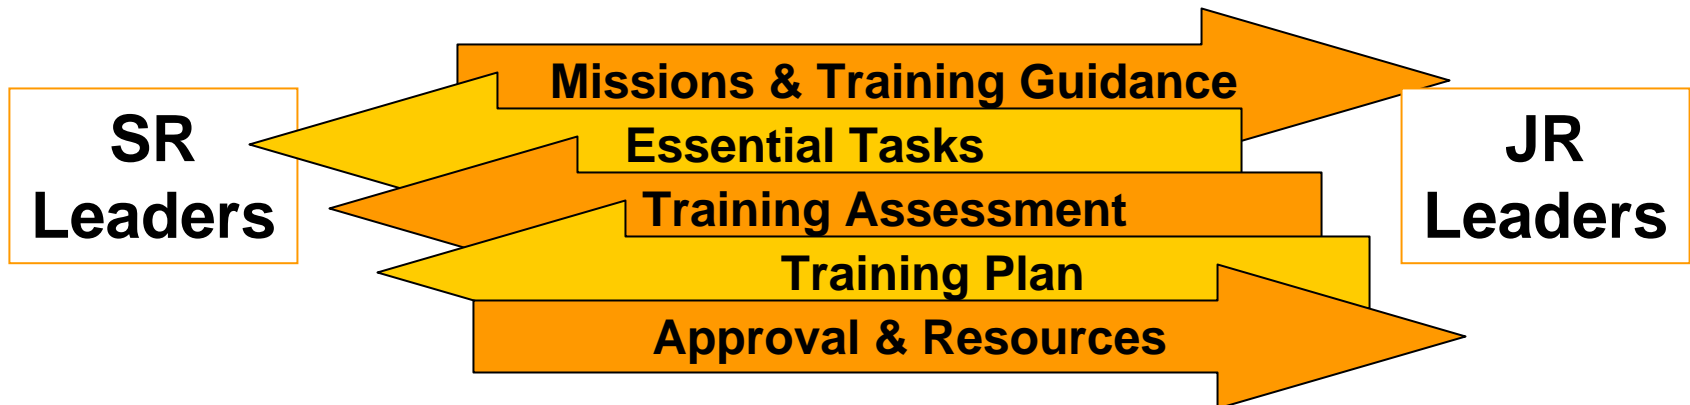 SR
Leaders
Missions & Training Guidance
Essential Tasks
Training Assessment
Training Plan
Approval & Resources
JR
Leaders